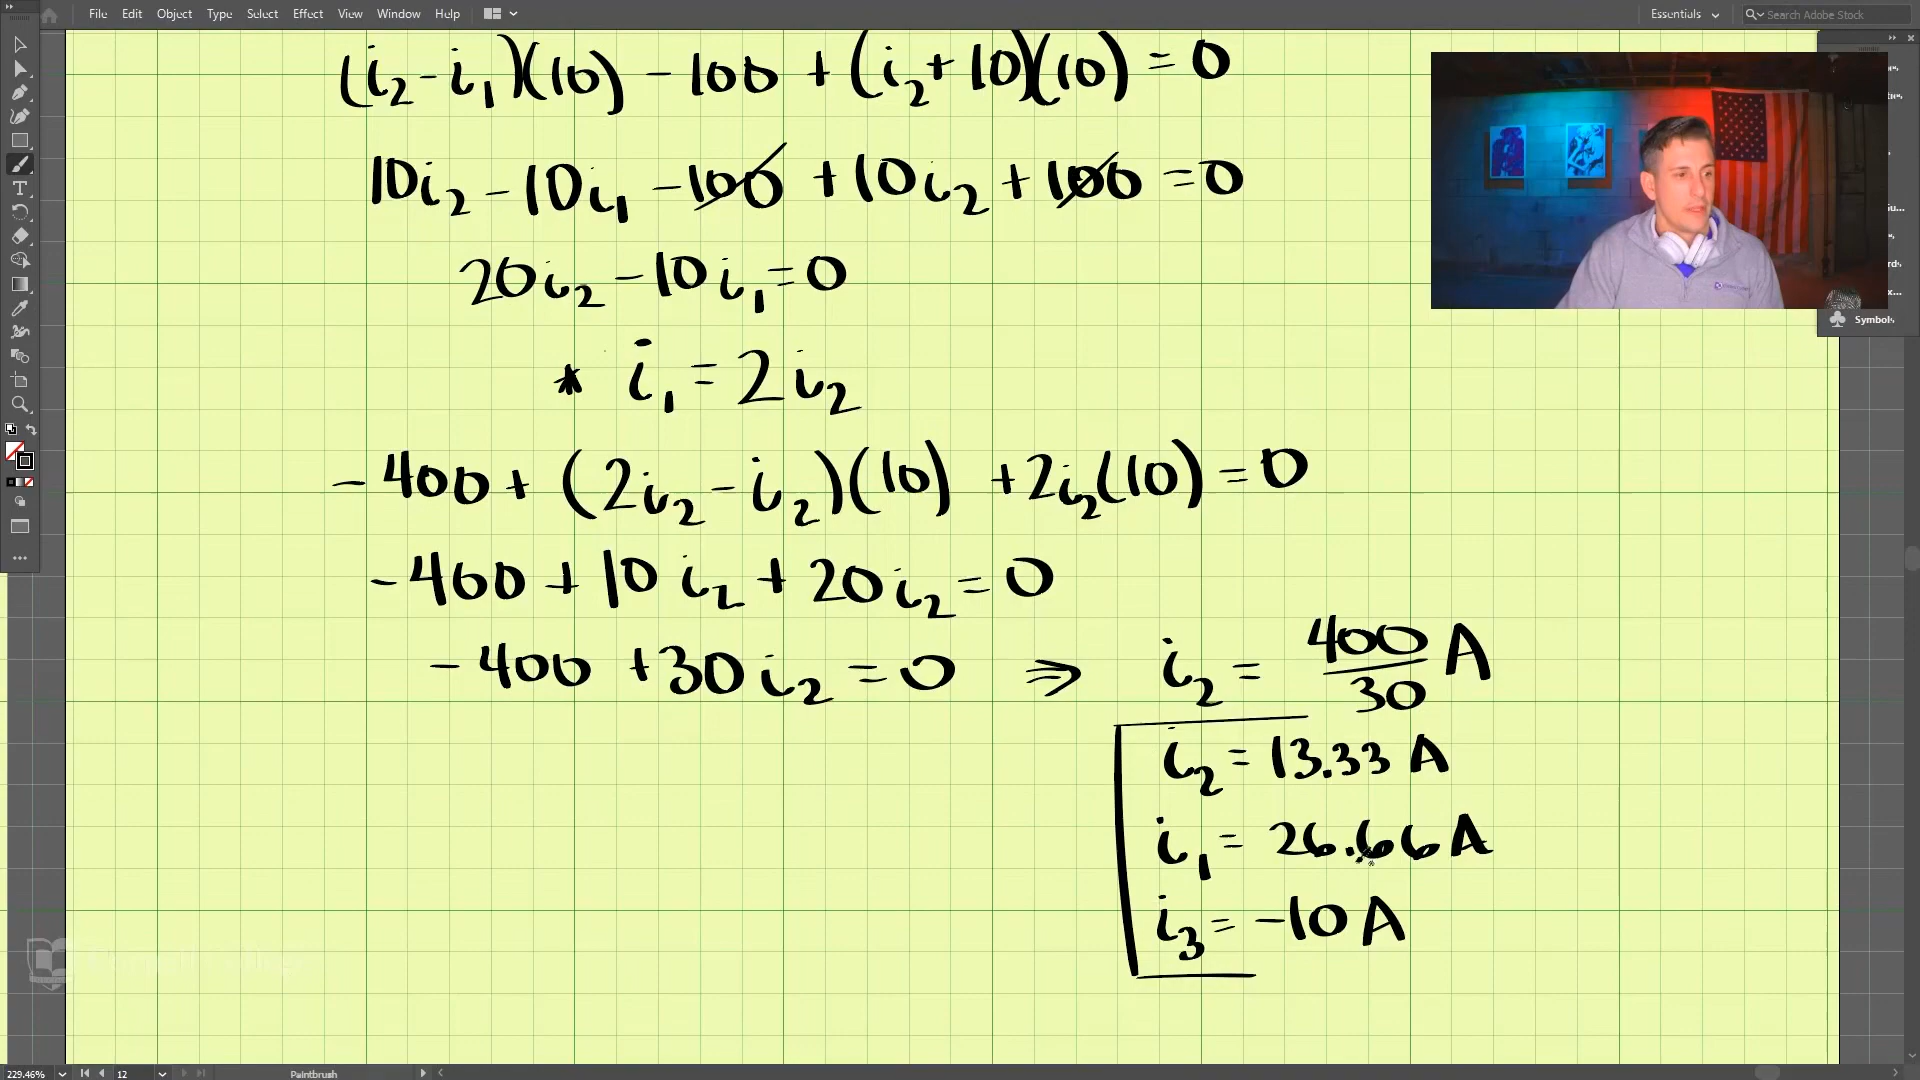 File Edit Object Type Select Effect View Window Help
Essentials
Search Adobe Stock
(i₂-i₁)(10) - 100 + (i₂+10)(10) = 0
10i₂ - 10i₁ - 100 + 10i₂ + 100 = 0
20i₂ - 10i₁ = 0
* i₁ = 2i₂
Symbols
-400 + (2i₂ - i₂)(10) + 2i₂(10) = 0
-400 + 10i₂ + 20i₂ = 0
-400 + 30i₂ = 0 ⇒ i₂ = 400/30 A
i₂ = 13.33 A
i₁ = 26.66 A
i₃ = -10 A
229.46% 12 Paintbrush